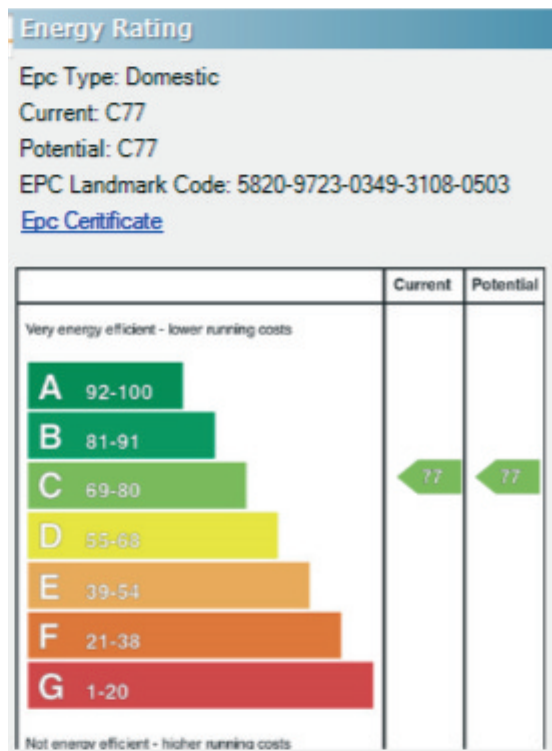 Energy Rating
Epc Type: Domestic
Current: C77
Potential: C77
EPC Landmark Code: 5820-9723-0349-3108-0503
Epc Ceritificate
Current Potential
Very energy efficient - lower running costs
A 92-100
B 81-91
C 69-80 77 77
D 55-68
E 39-54
F 21-38
G 1-20
Not energy efficient - higher running costs